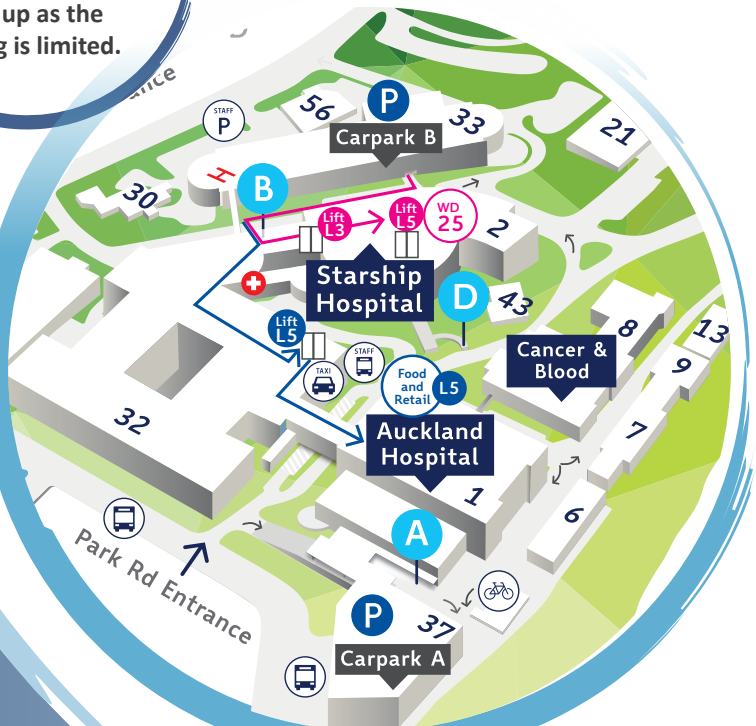 up as the
g is limited.
ance
STAFF
P
56
P
33
Carpark B
21
H
30
B
Lift
L3
Lift
L5
WD
25
2
Starship
Hospital
D
43
Lift
L5
8
13
Cancer &
Blood
9
TAXI
STAFF
Food
and
Retail
L5
32
7
Auckland
Hospital
1
6
A
Park Rd Entrance
P
37
Carpark A